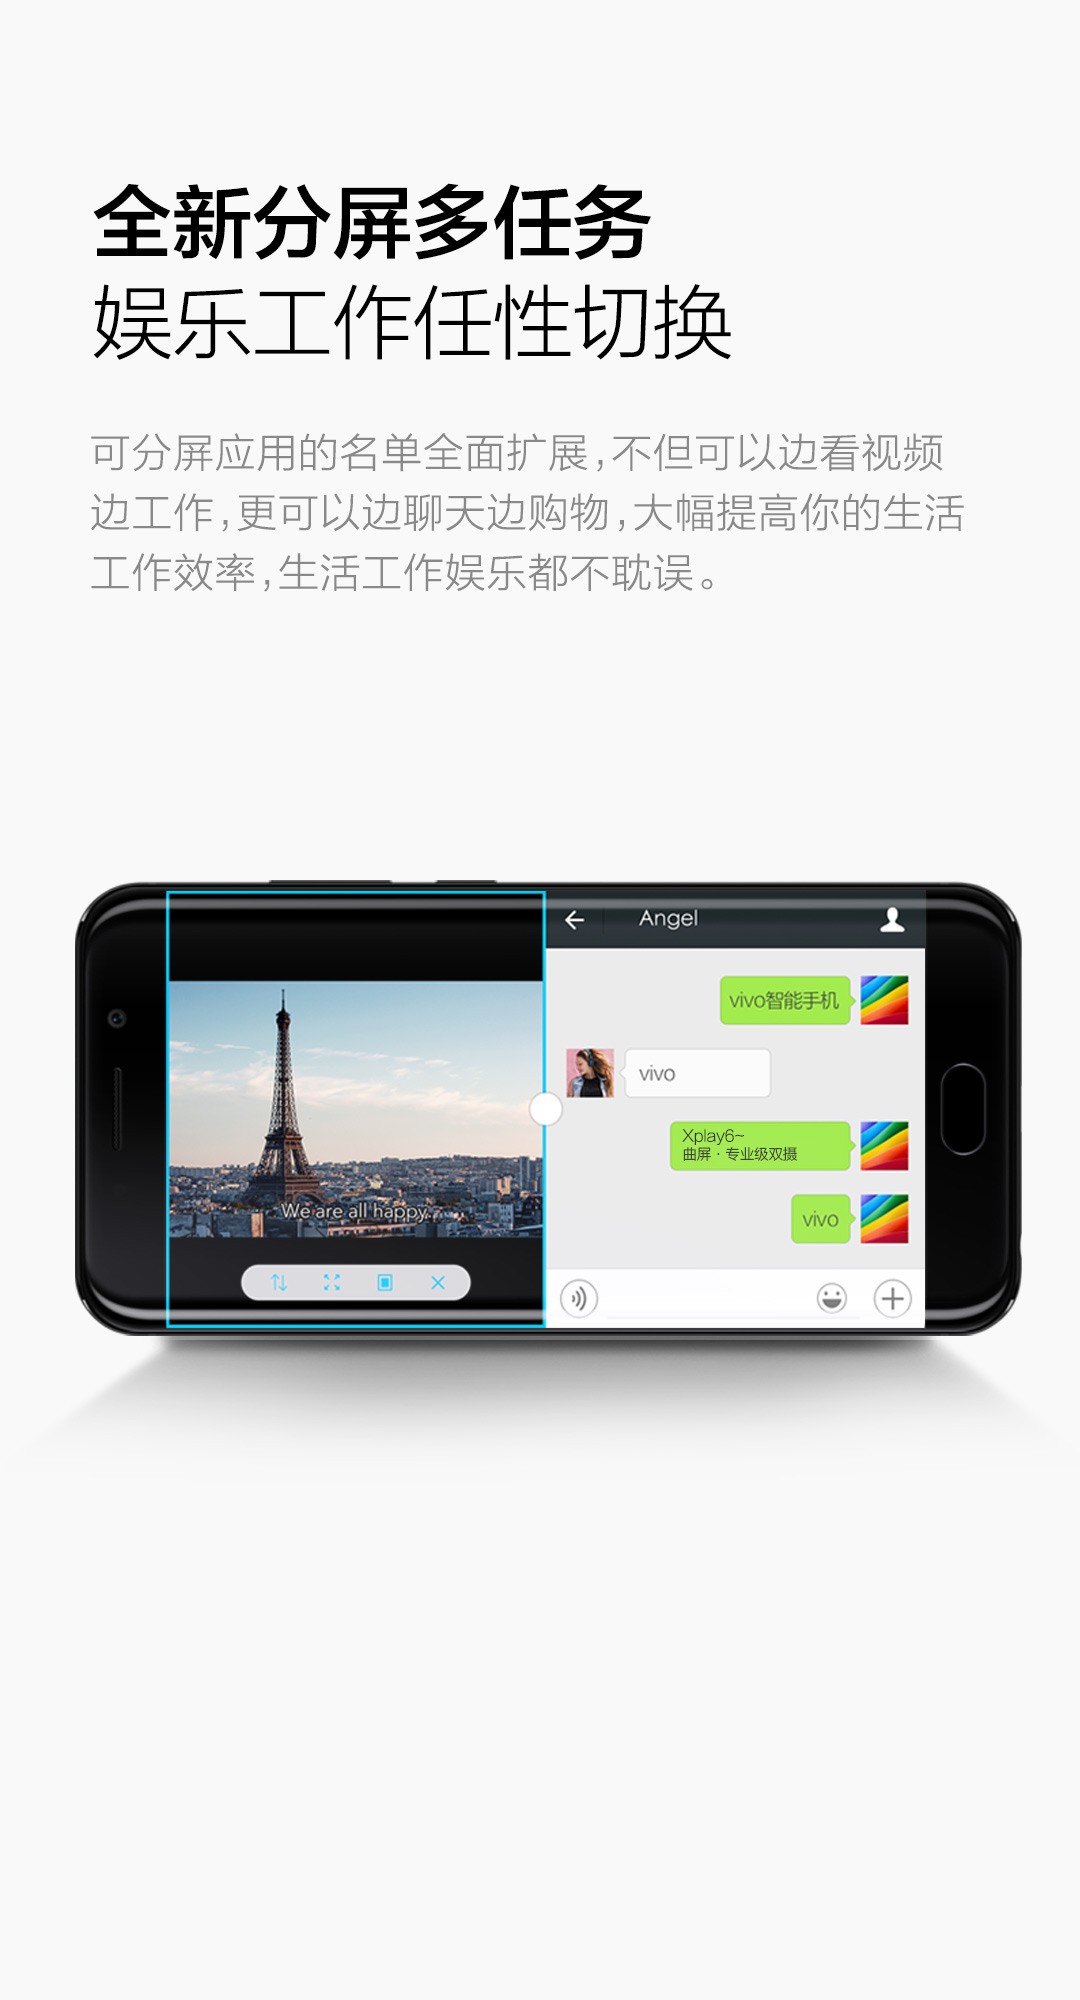 全新分屏多任务
娱乐工作任性切换
可分屏应用的名单全面扩展,不但可以边看视频
边工作,更可以边聊天边购物,大幅提高你的生活
工作效率,生活工作娱乐都不耽误。
We are all happy
Angel
vivo智能手机
vivo
Xplay6~
曲屏·专业级双摄
vivo